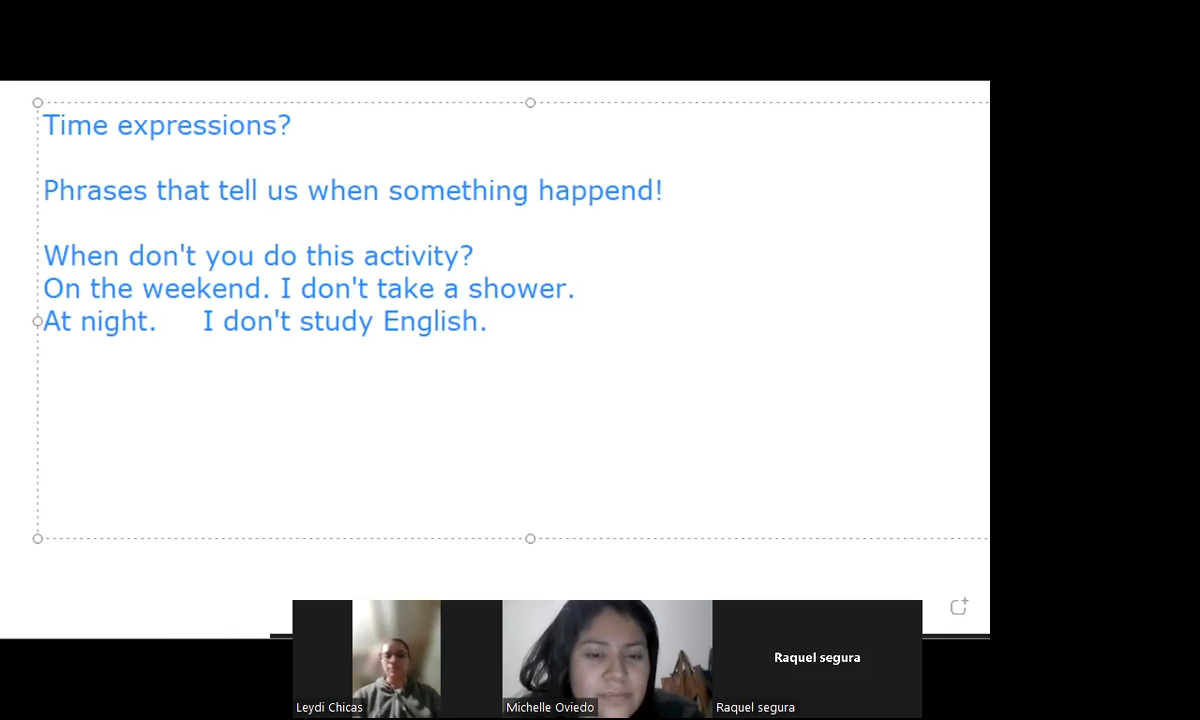 Time expressions?
Phrases that tell us when something happend!
When don't you do this activity?
On the weekend. I don't take a shower.
At night. I don't study English.
Raquel segura
Leydi Chicas
Michelle Oviedo
Raquel segura